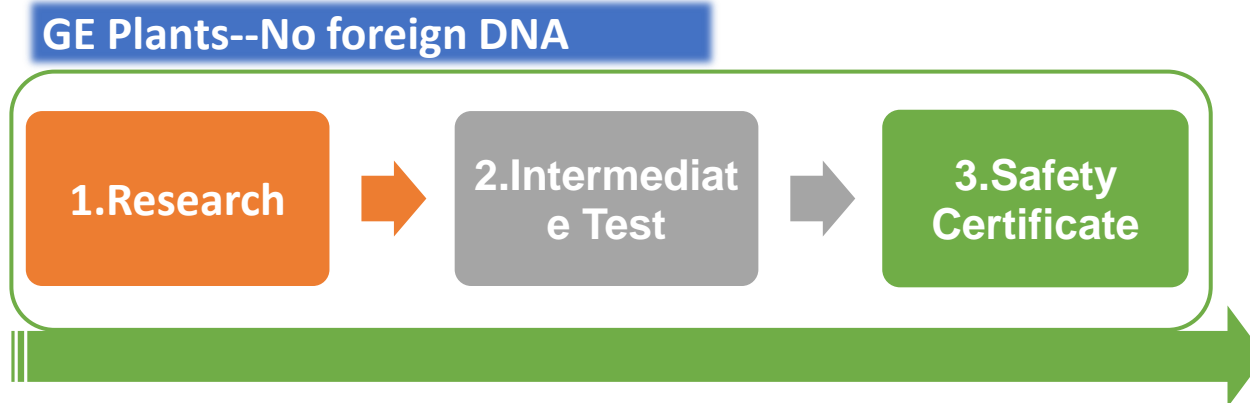 GE Plants--No foreign DNA
1.Research
2.Intermediat
e Test
3.Safety
Certificate